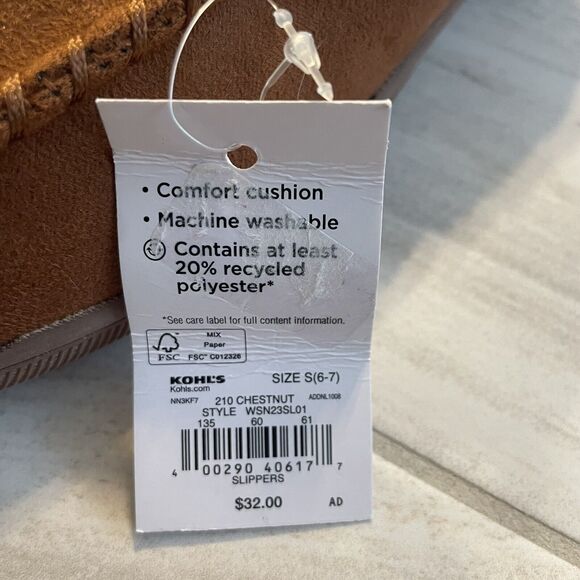 • Comfort cushion
• Machine washable
Contains at least
20% recycled
polyester*
*See care label for full content information.
MIX
Paper
FSC
FSC™ C012326
KOHL'S
SIZE S(6-7)
Kohls.com
NN3KF7 210 CHESTNUT ADDNL1008
STYLE WSN23SL01
135 60 61
4 00290 40617 7
SLIPPERS
$32.00 AD